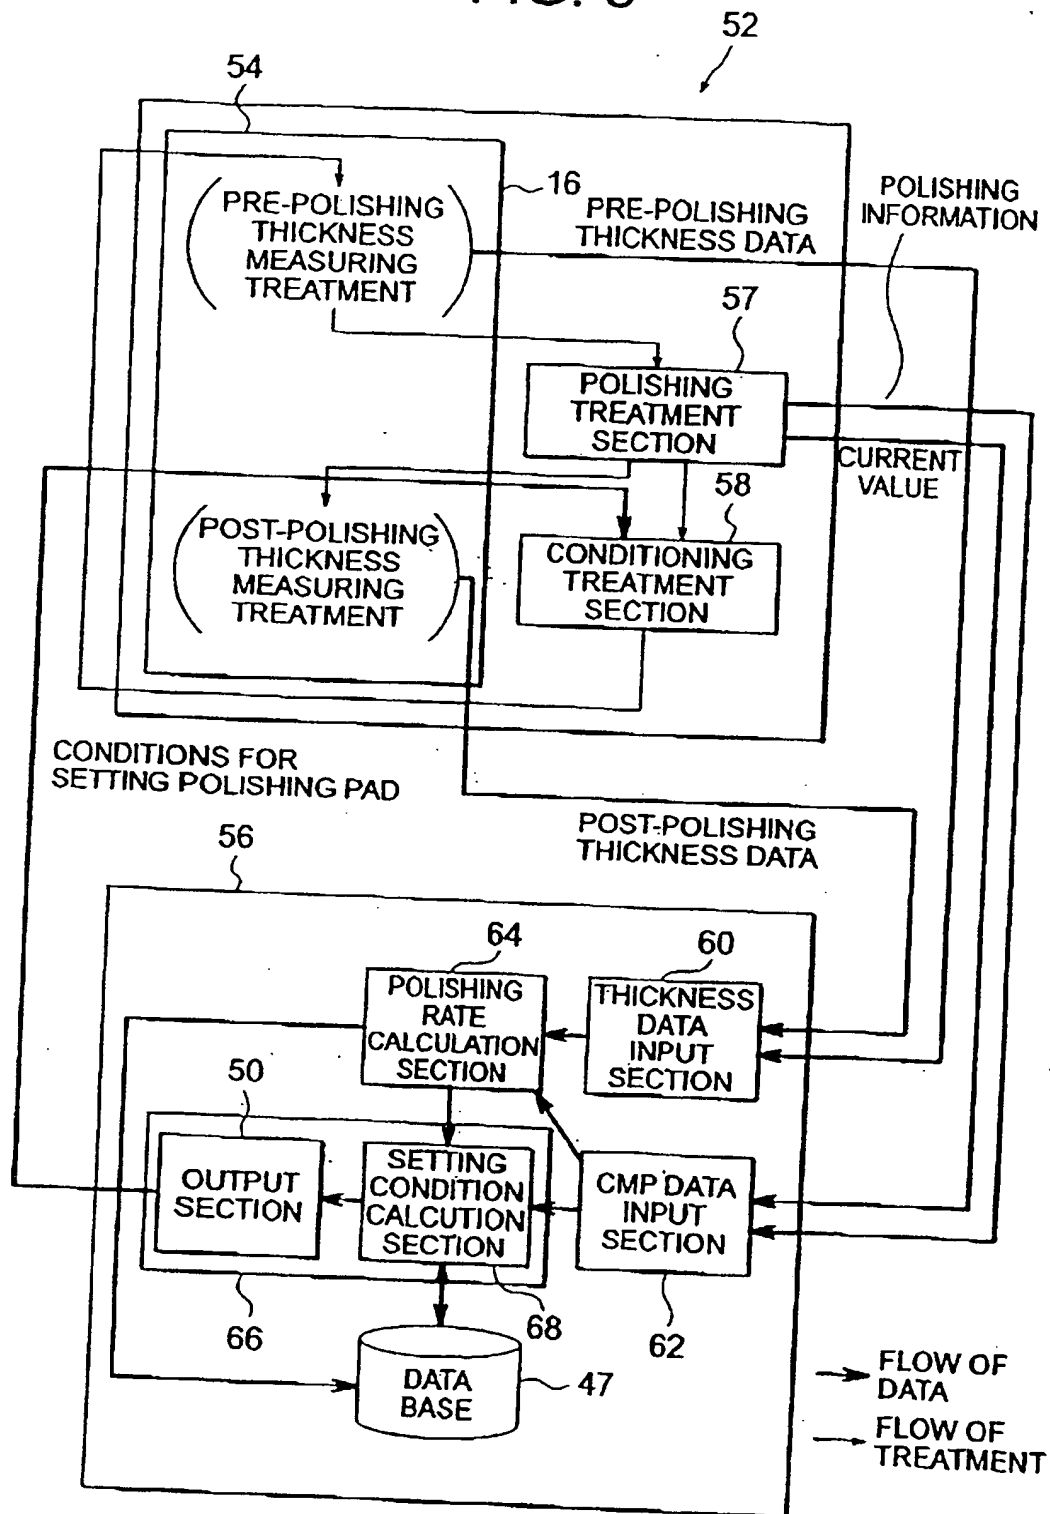 52
54
16
PRE-POLISHING
THICKNESS
MEASURING
TREATMENT
PRE-POLISHING
THICKNESS DATA
POLISHING
INFORMATION
57
POLISHING
TREATMENT
SECTION
CURRENT
VALUE
58
POST-POLISHING
THICKNESS
MEASURING
TREATMENT
CONDITIONING
TREATMENT
SECTION
CONDITIONS FOR
SETTING POLISHING PAD
POST-POLISHING
THICKNESS DATA
56
64
60
POLISHING
RATE
CALCULATION
SECTION
THICKNESS
DATA
INPUT
SECTION
50
OUTPUT
SECTION
SETTING
CONDITION
CALCUTION
SECTION
CMP DATA
INPUT
SECTION
66
68
62
DATA
BASE
47
FLOW OF
DATA
FLOW OF
TREATMENT